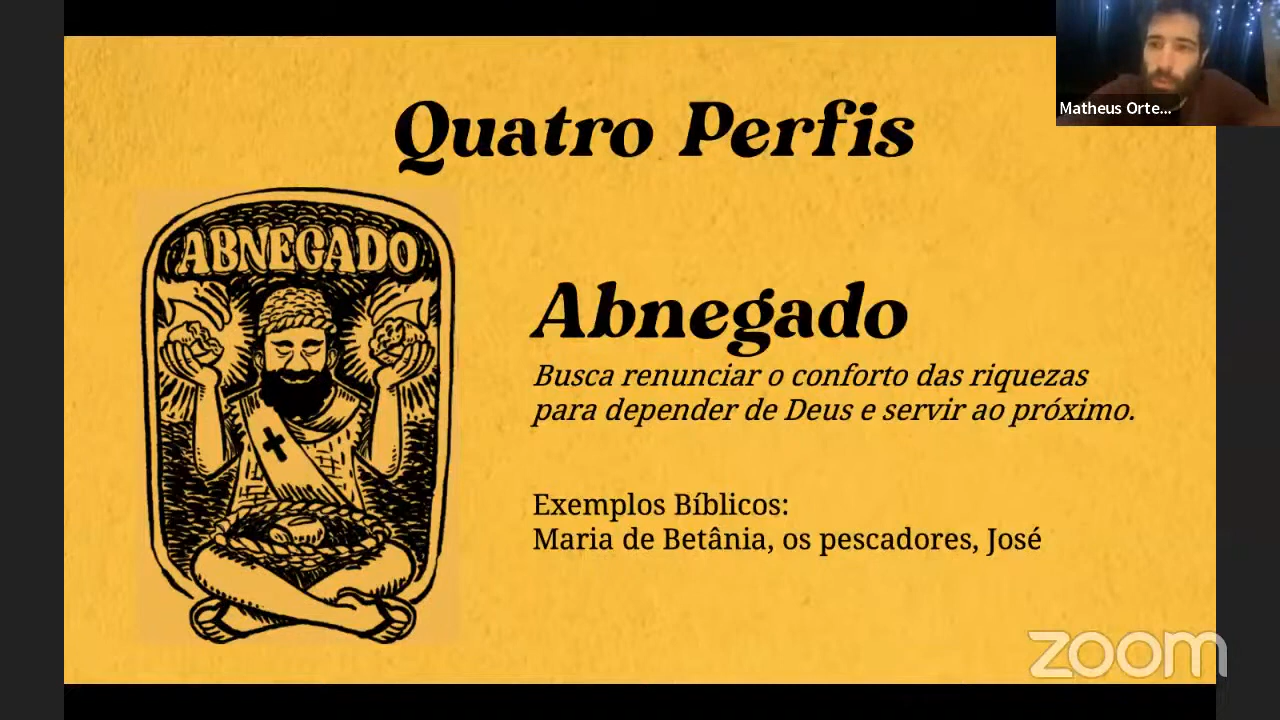 Quatro Perfis
Matheus Orte...
ABNEGADO
Abnegado
Busca renunciar o conforto das riquezas
para depender de Deus e servir ao próximo.
Exemplos Bíblicos:
Maria de Betânia, os pescadores, José
zoom